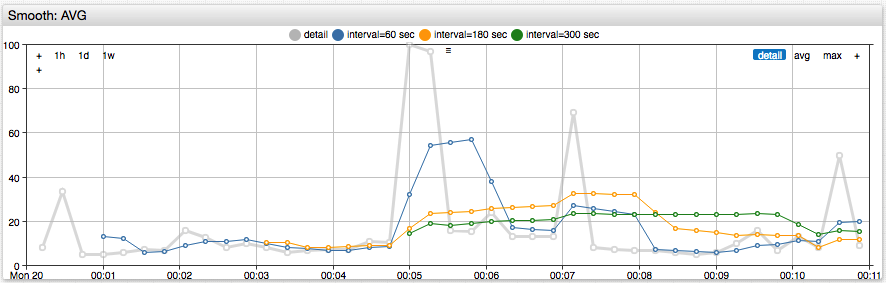 Smooth: AVG
detail interval=60 sec interval=180 sec interval=300 sec
+ 1h 1d 1w
+
detail avg max +
100
80
60
40
20
0
Mon 20 00:01 00:02 00:03 00:04 00:05 00:06 00:07 00:08 00:09 00:10 00:11